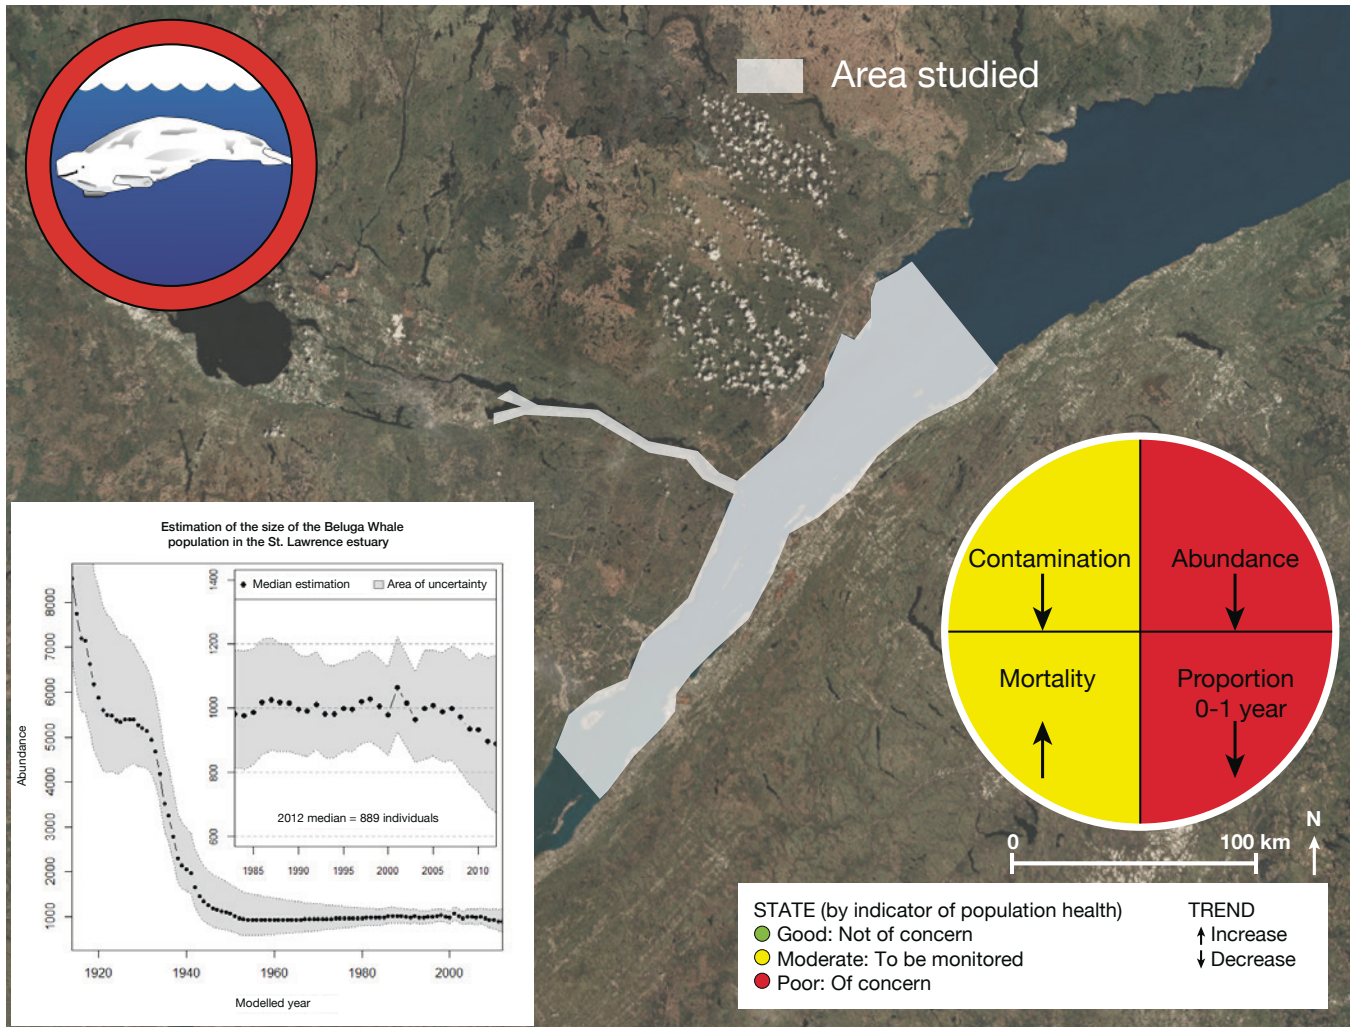 Area studied
Estimation of the size of the Beluga Whale
population in the St. Lawrence estuary
Median estimation
Area of uncertainty
1400
1200
1000
800
600
2012 median = 889 individuals
1985
1990
1995
2000
2005
2010
Abundance
8000
7000
6000
5000
4000
3000
2000
1000
1920
1940
1960
1980
2000
Modelled year
Contamination
Abundance
Mortality
Proportion
0-1 year
0
100 km
N
STATE (by indicator of population health)
Good: Not of concern
Moderate: To be monitored
Poor: Of concern
TREND
Increase
Decrease